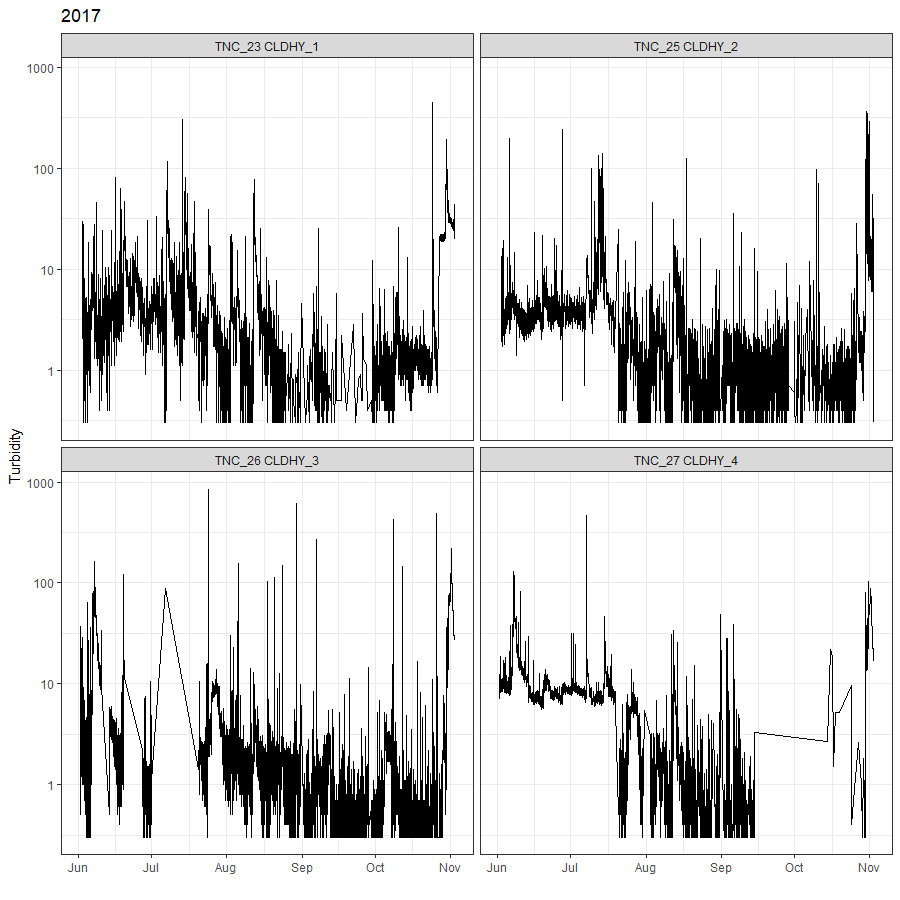 2017
TNC_23 CLDHY_1 TNC_25 CLDHY_2
1000
100
10
1
Turbidity
TNC_26 CLDHY_3 TNC_27 CLDHY_4
1000
100
10
1
Jun Jul Aug Sep Oct Nov Jun Jul Aug Sep Oct Nov